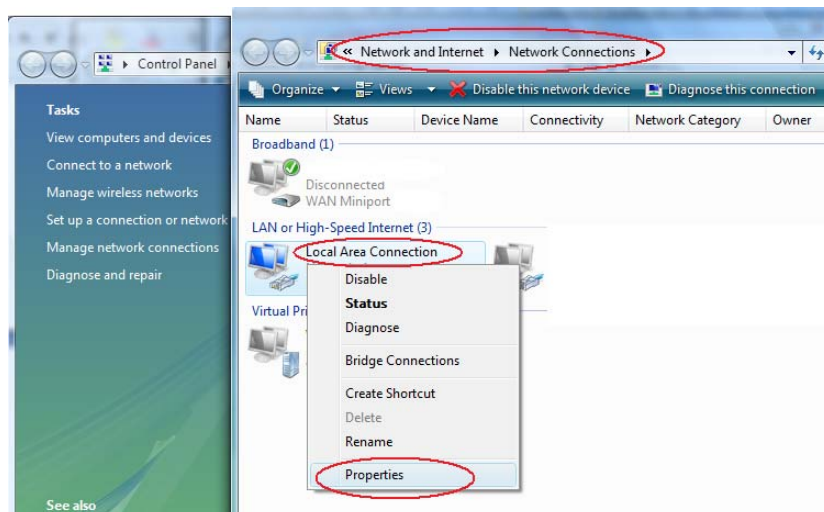 Control Panel
Tasks
View computers and devices
Connect to a network
Manage wireless networks
Set up a connection or network
Manage network connections
Diagnose and repair
See also
« Network and Internet Network Connections
Organize Views Disable this network device Diagnose this connection
Name Status Device Name Connectivity Network Category Owner
Broadband (1)
Disconnected
WAN Miniport
LAN or High-Speed Internet (3)
Local Area Connection
Disable
Status
Virtual Pri
Diagnose
Bridge Connections
Create Shortcut
Delete
Rename
Properties